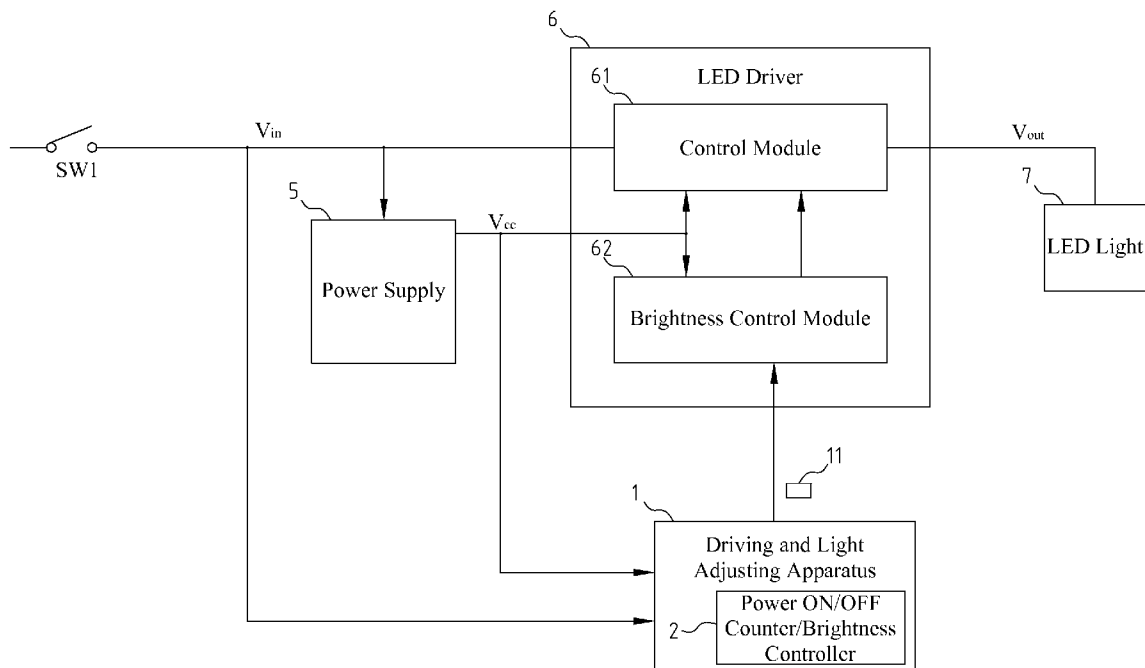 6
LED Driver
61
Control Module
Vin
Vout
SW1
5
7
Vcc
LED Light
62
Power Supply
Brightness Control Module
11
1
Driving and Light
Adjusting Apparatus
2
Power ON/OFF
Counter/Brightness
Controller